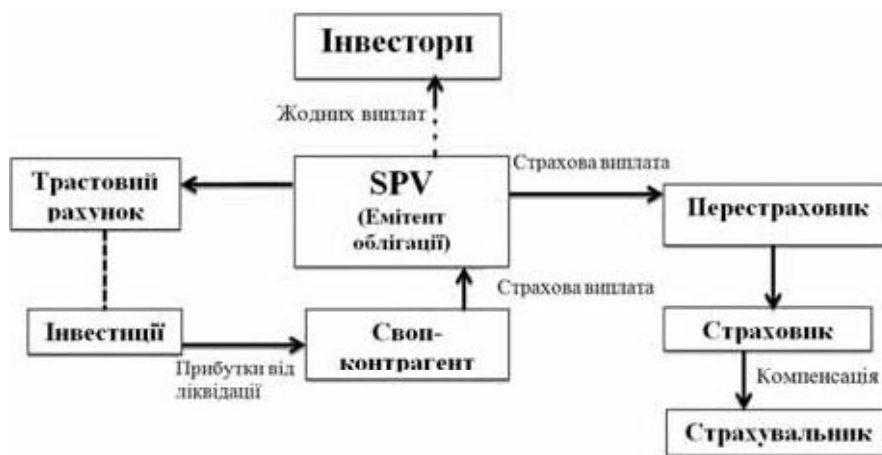 Інвестори
Жодних виплат
Трастовий
рахунок
SPV
(Емітент
облігації)
Страхова виплата
Перестраховик
Страхова виплата
Інвестиції
Своп-
контрагент
Страховик
Прибутки від
ліквідації
Компенсація
Страхувальник